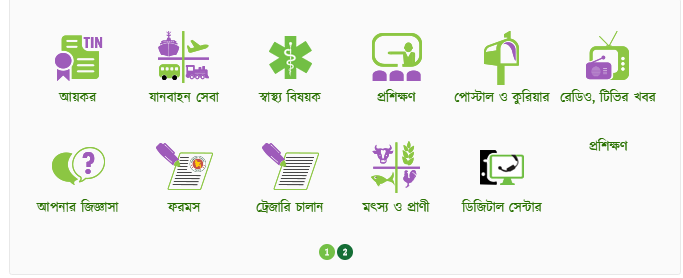 TIN
আয়কর
যানবাহন সেবা
স্বাস্থ্য বিষয়ক
প্রশিক্ষণ
পোস্টাল ও কুরিয়ার
রেডিও, টিভির খবর
আপনার জিজ্ঞাসা
ফরমস
ট্রেজারি চালান
মৎস্য ও প্রাণী
ডিজিটাল সেন্টার
প্রশিক্ষণ
1 2